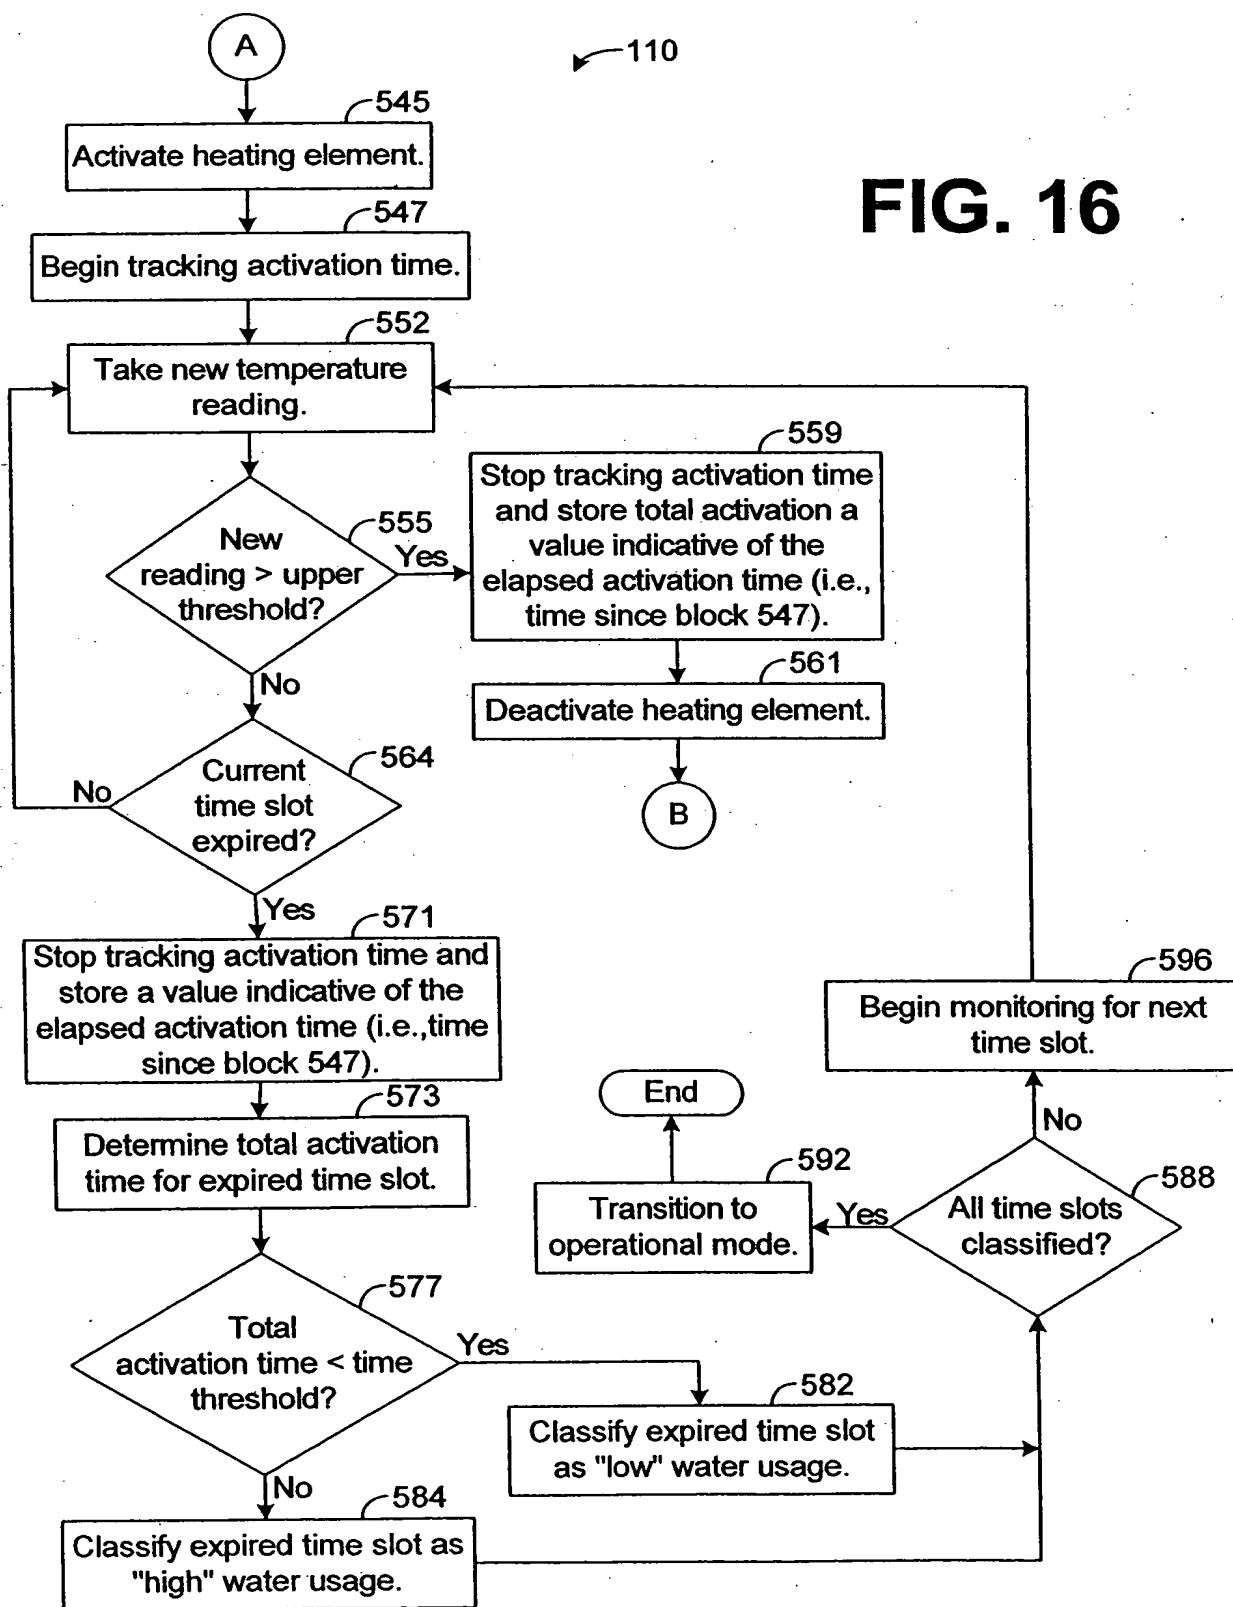 A
110
545
Activate heating element.
FIG. 16
547
Begin tracking activation time.
552
Take new temperature
reading.
555
New
reading > upper
threshold?
Yes
559
Stop tracking activation time
and store total activation a
value indicative of the
elapsed activation time (i.e.,
time since block 547).
561
Deactivate heating element.
B
No
564
Current
time slot
expired?
No
Yes
571
Stop tracking activation time and
store a value indicative of the
elapsed activation time (i.e.,time
since block 547).
573
Determine total activation
time for expired time slot.
577
Total
activation time < time
threshold?
Yes
582
Classify expired time slot
as "low" water usage.
No
584
Classify expired time slot as
"high" water usage.
588
All time slots
classified?
Yes
592
Transition to
operational mode.
End
No
596
Begin monitoring for next
time slot.